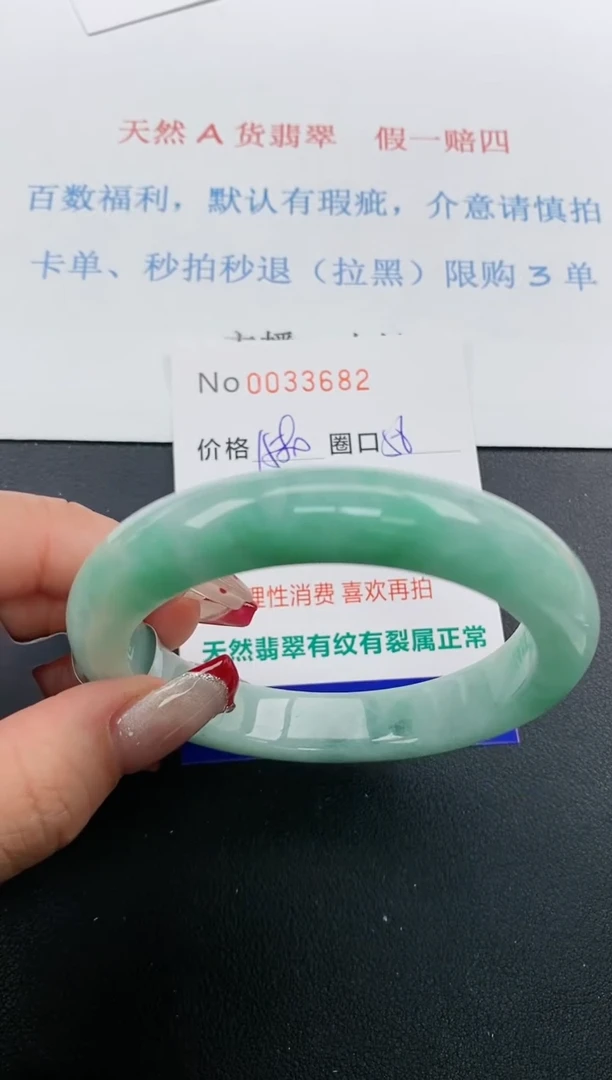 天然 A 货翡翠 假一赔四
百数福利，默认有瑕疵，介意请慎拍
卡单、秒拍秒退（拉黑）限购 3 单
No 0033682
价格 圈口 58
理性消费 喜欢再拍
天然翡翠有纹有裂属正常